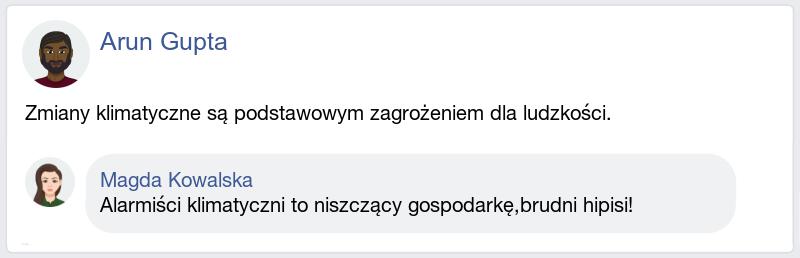 Arun Gupta
Zmiany klimatyczne są podstawowym zagrożeniem dla ludzkości.
Magda Kowalska
Alarmiści klimatyczni to niszczący gospodarkę,brudni hipisi!